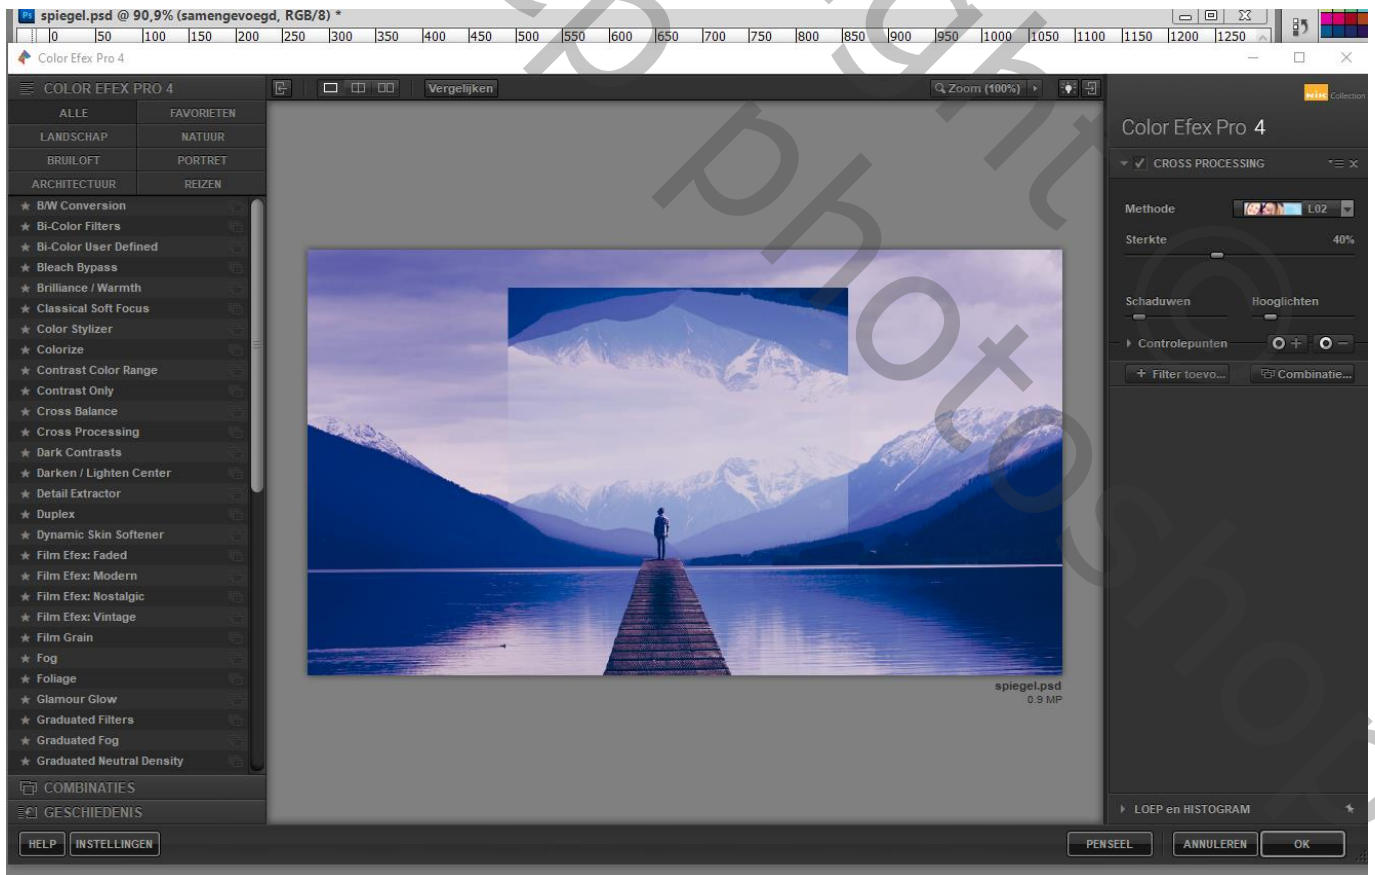 Ps spiegel.psd @ 90,9% (samengevoegd, RGB/8) *
0 50 100 150 200 250 300 350 400 450 500 550 600 650 700 750 800 850 900 950 1000 1050 1100 1150 1200 1250
Color Efex Pro 4
COLOR EFEX PRO 4
Vergelijken
Zoom (100%)
ALLE FAVORIETEN
LANDSCHAP NATUUR
BRUILOFT PORTRET
ARCHITECTUUR REIZEN
B/W Conversion
Bi-Color Filters
Bi-Color User Defined
Bleach Bypass
Brilliance / Warmth
Classical Soft Focus
Color Stylizer
Colorize
Contrast Color Range
Contrast Only
Cross Balance
Cross Processing
Dark Contrasts
Darken / Lighten Center
Detail Extractor
Duplex
Dynamic Skin Softener
Film Efex: Faded
Film Efex: Modern
Film Efex: Nostalgic
Film Efex: Vintage
Film Grain
Fog
Foliage
Glamour Glow
Graduated Filters
Graduated Fog
Graduated Neutral Density
COMBINATIES
GESCHIEDENIS
HELP INSTELLINGEN
spiegel.psd
0.9 MP
Nik Collection
Color Efex Pro 4
CROSS PROCESSING
Methode L02
Sterkte 40%
Schaduwen Hooglichten
Controlepunten
+ Filter toevo... Combinatie...
LOEP en HISTOGRAM
PENSEEL ANNULEREN OK
photoshop